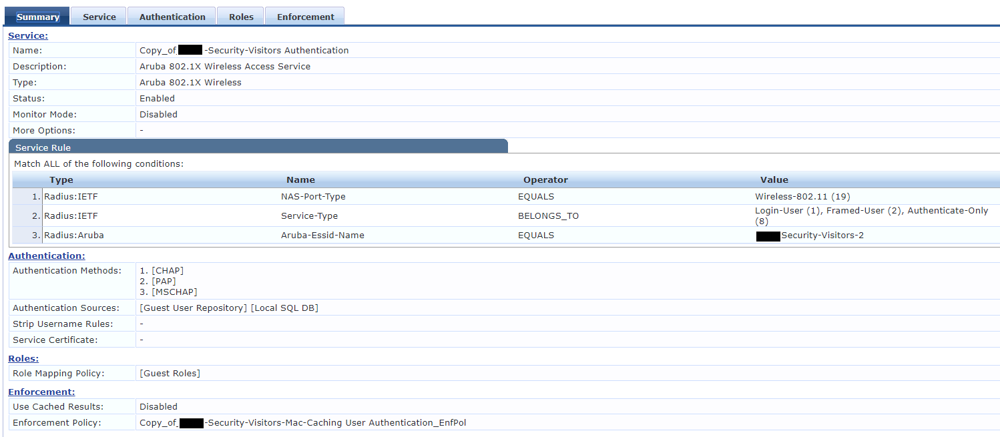 Summary Service Authentication Roles Enforcement
Service:
Name: Copy_of_ -Security-Visitors Authentication
Description: Aruba 802.1X Wireless Access Service
Type: Aruba 802.1X Wireless
Status: Enabled
Monitor Mode: Disabled
More Options: -
Service Rule
Match ALL of the following conditions:
Type Name Operator Value
1. Radius:IETF NAS-Port-Type EQUALS Wireless-802.11 (19)
2. Radius:IETF Service-Type BELONGS_TO Login-User (1), Framed-User (2), Authenticate-Only
(8)
3. Radius:Aruba Aruba-Essid-Name EQUALS Security-Visitors-2
Authentication:
Authentication Methods: 1. [CHAP]
2. [PAP]
3. [MSCHAP]
Authentication Sources: [Guest User Repository] [Local SQL DB]
Strip Username Rules: -
Service Certificate: -
Roles:
Role Mapping Policy: [Guest Roles]
Enforcement:
Use Cached Results: Disabled
Enforcement Policy: Copy_of_ -Security-Visitors-Mac-Caching User Authentication_EnfPol